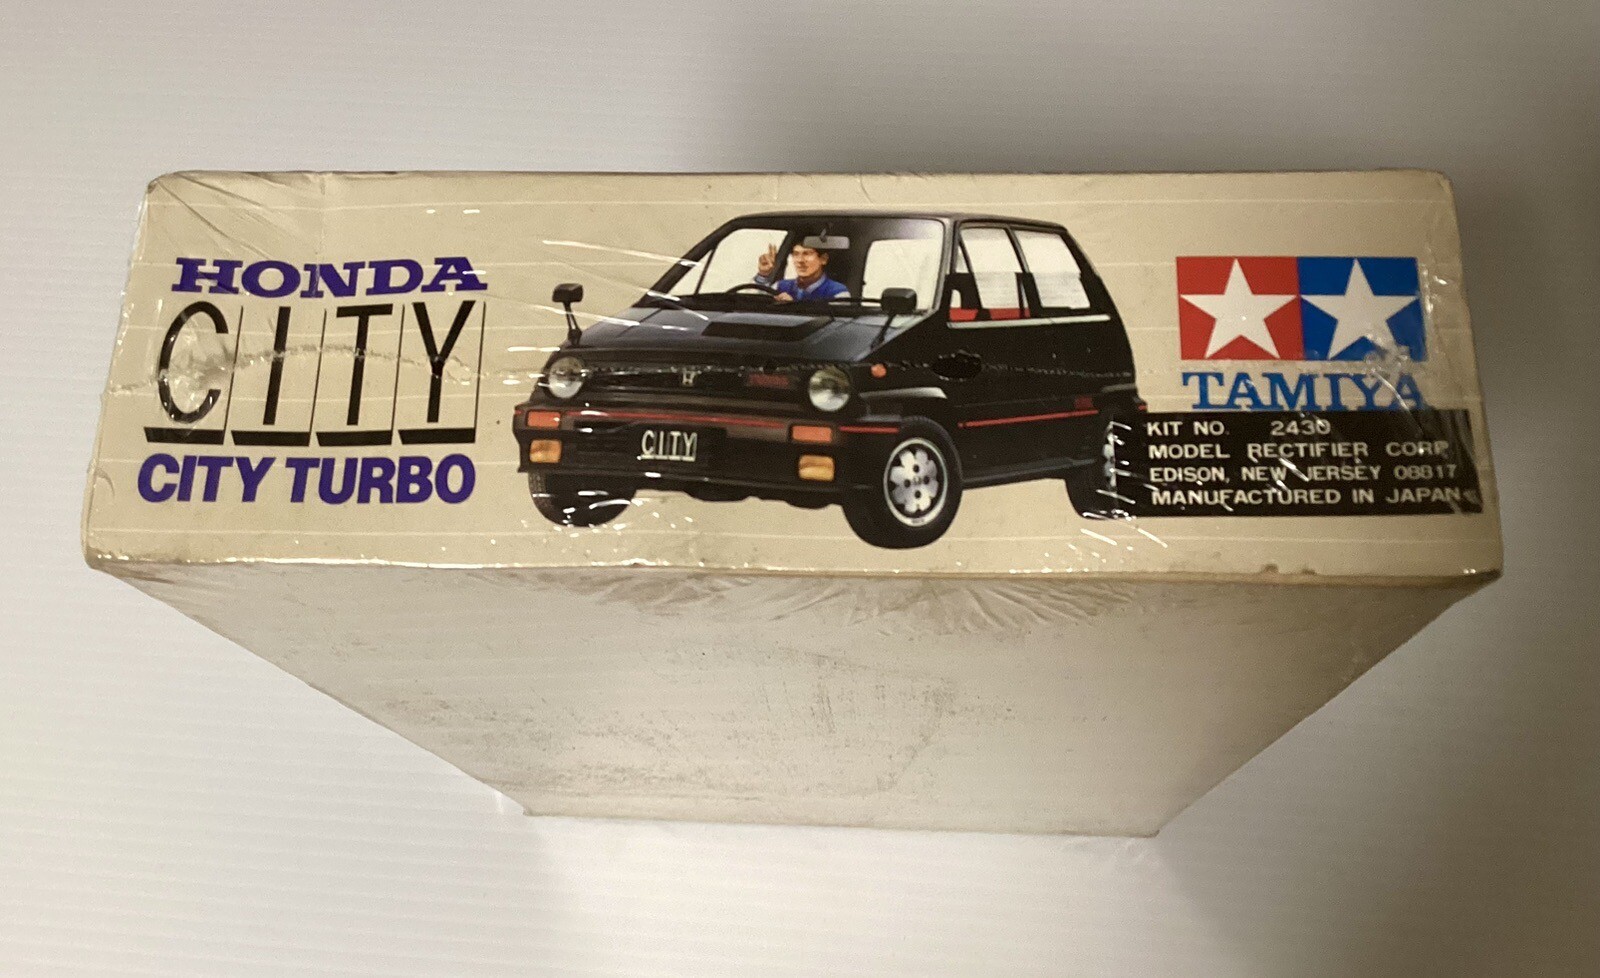 HONDA
CITY
CITY TURBO
CITY
TAMIYA
KIT NO. 2430
MODEL RECTIFIER CORP.
EDISON, NEW JERSEY 08817
MANUFACTURED IN JAPAN